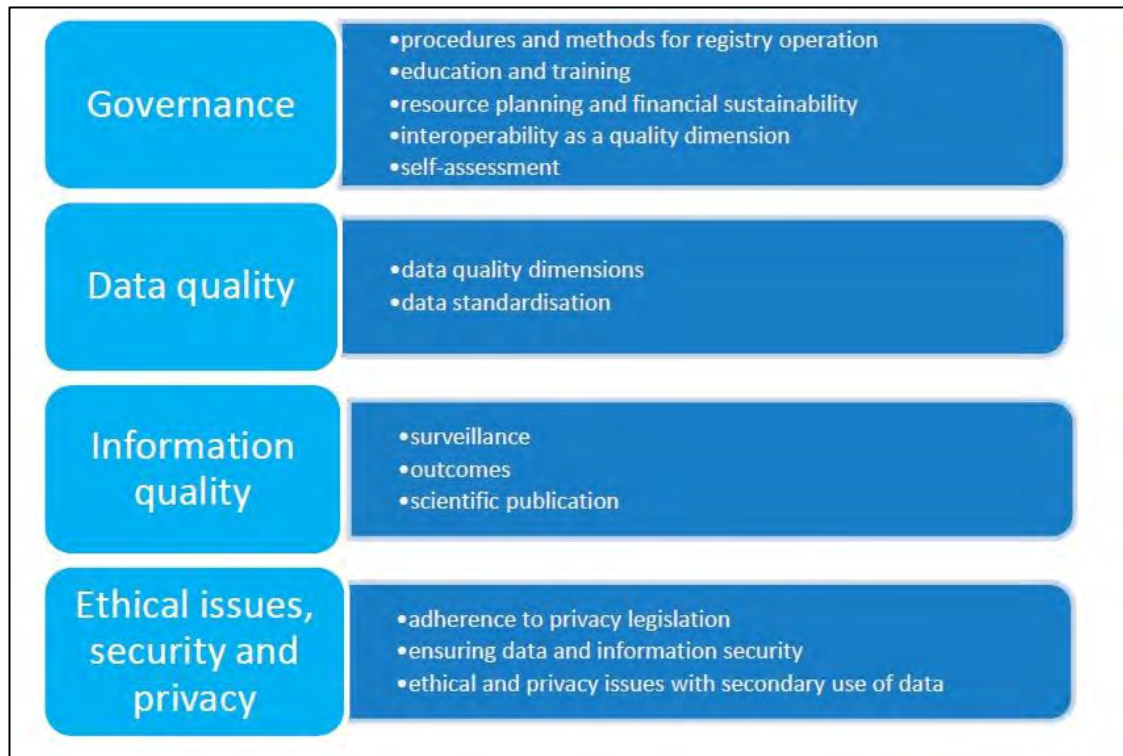 Governance
•procedures and methods for registry operation
•education and training
•resource planning and financial sustainability
•interoperability as a quality dimension
•self-assessment
Data quality
•data quality dimensions
•data standardisation
Information
quality
•surveillance
•outcomes
•scientific publication
Ethical issues,
security and
privacy
•adherence to privacy legislation
•ensuring data and information security
•ethical and privacy issues with secondary use of data